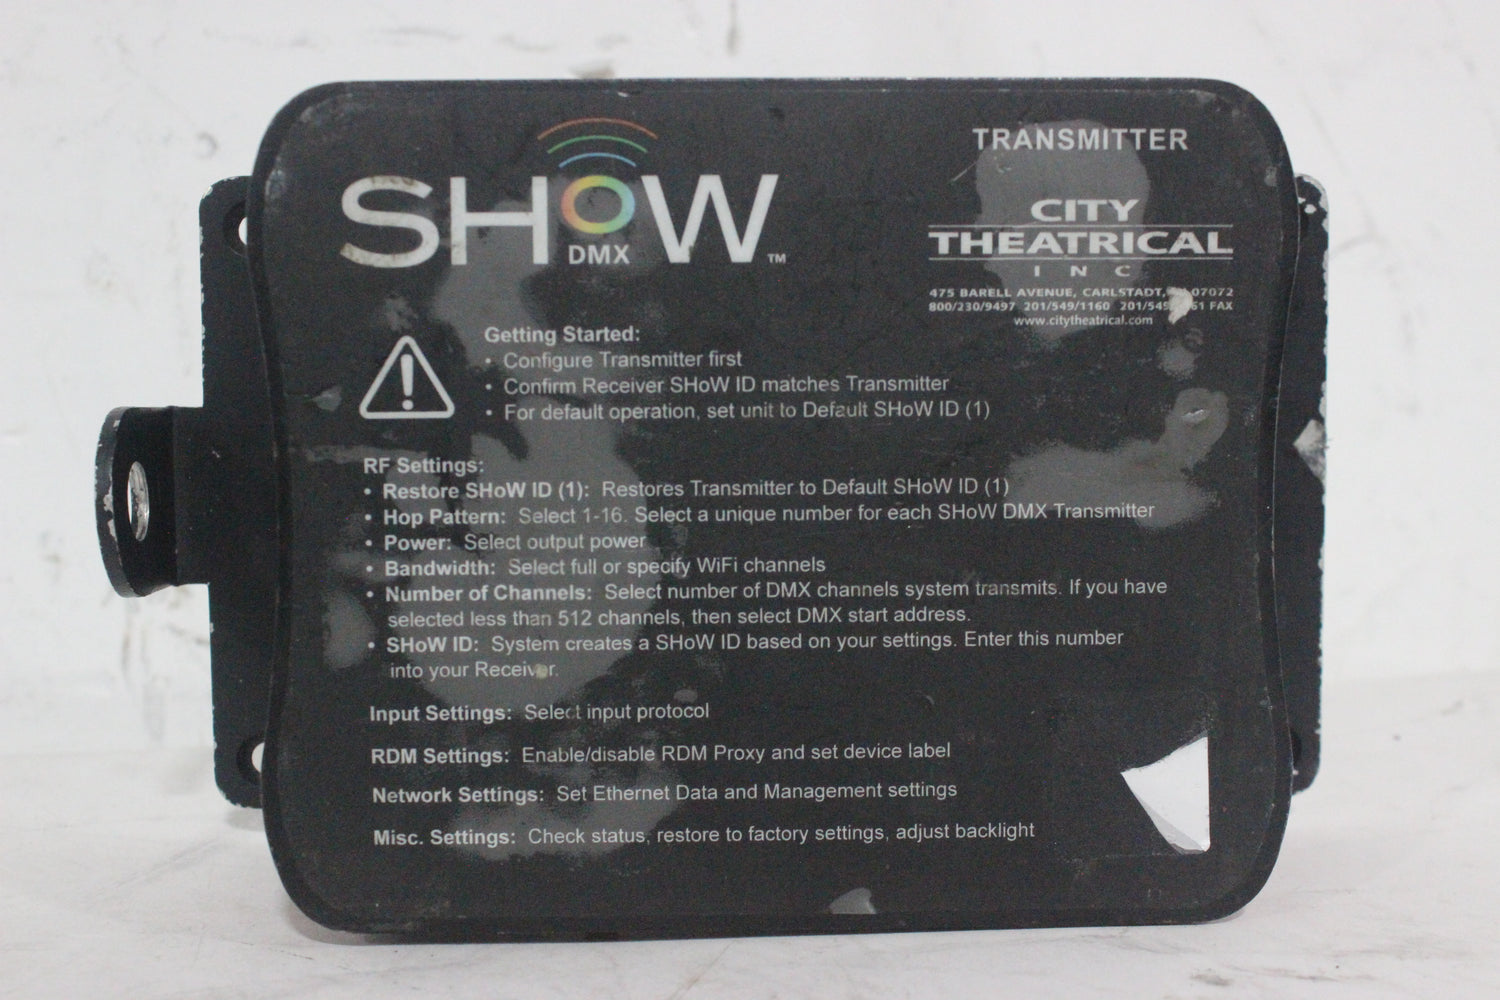 SHoW
DMX
TM
TRANSMITTER
CITY
THEATRICAL
INC
475 BARELL AVENUE, CARLSTADT, 07072
800/230/9497 201/549/1160 FAX
www.citytheatrical.com
Getting Started:
• Configure Transmitter first
• Confirm Receiver SHoW ID matches Transmitter
• For default operation, set unit to Default SHoW ID (1)
RF Settings:
• Restore SHoW ID (1): Restores Transmitter to Default SHoW ID (1)
• Hop Pattern: Select 1-16. Select a unique number for each SHoW DMX Transmitter
• Power: Select output power
• Bandwidth: Select full or specify WiFi channels
• Number of Channels: Select number of DMX channels system transmits. If you have
selected less than 512 channels, then select DMX start address.
• SHoW ID: System creates a SHoW ID based on your settings. Enter this number
into your Receiver.
Input Settings: Select input protocol
RDM Settings: Enable/disable RDM Proxy and set device label
Network Settings: Set Ethernet Data and Management settings
Misc. Settings: Check status, restore to factory settings, adjust backlight